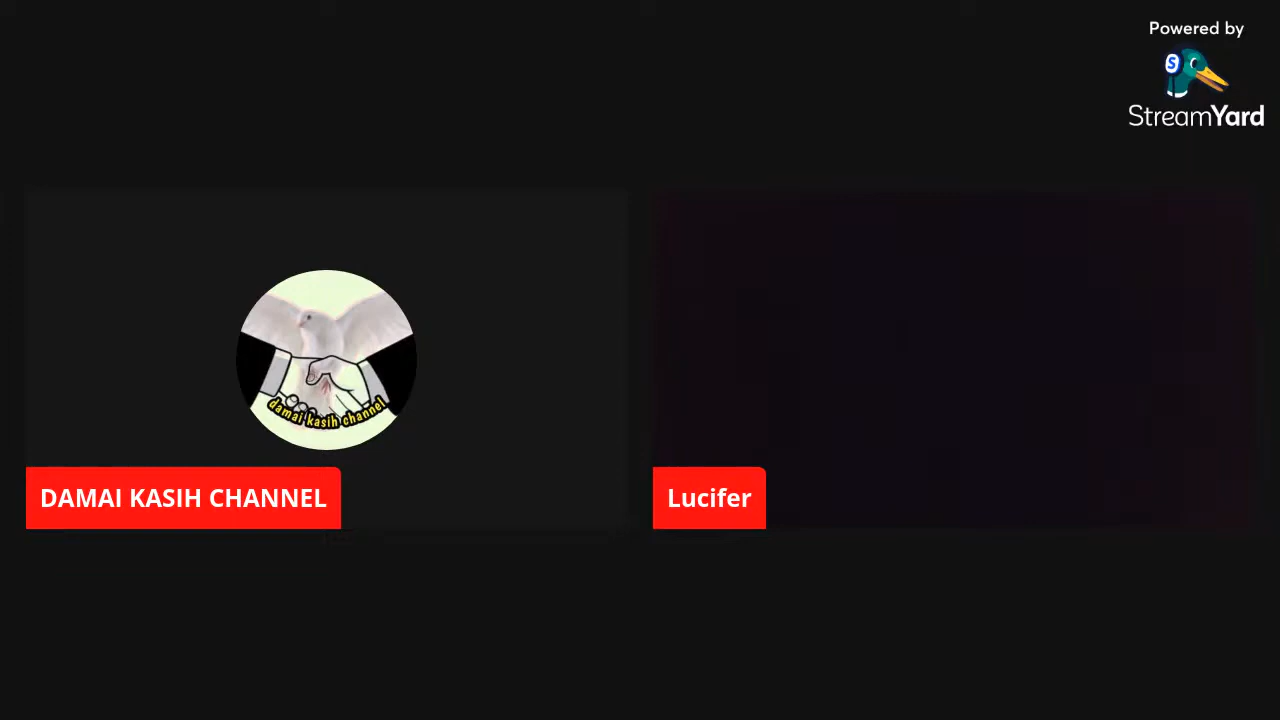 Powered by
S
StreamYard
damai kasih channel
DAMAI KASIH CHANNEL
Lucifer